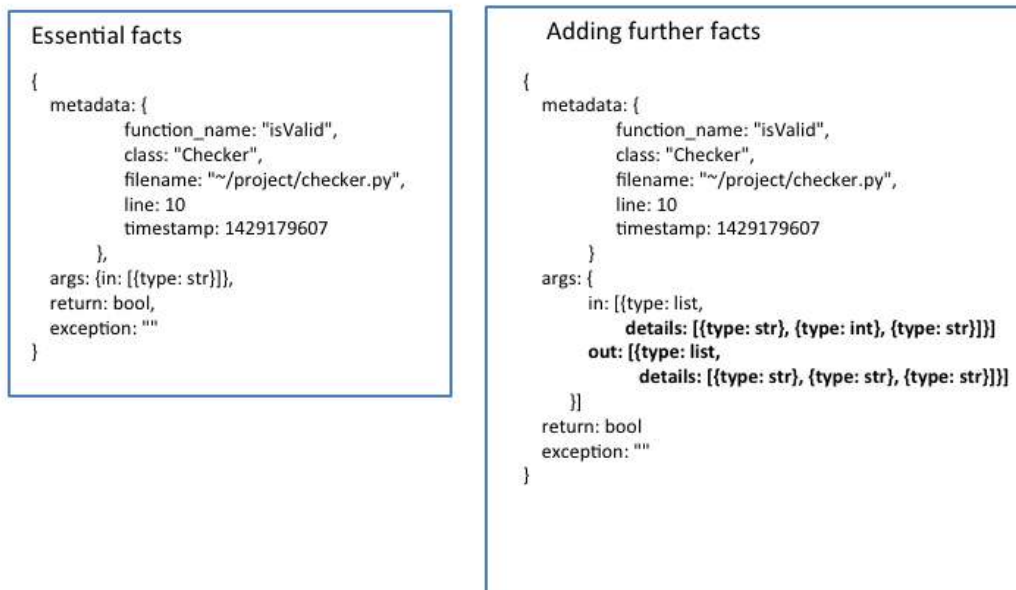 Essential facts
{
metadata: {
function_name: "isValid",
class: "Checker",
filename: "~/project/checker.py",
line: 10
timestamp: 1429179607
},
args: {in: [{type: str}]},
return: bool,
exception: ""
}
Adding further facts
{
metadata: {
function_name: "isValid",
class: "Checker",
filename: "~/project/checker.py",
line: 10
timestamp: 1429179607
}
args: {
in: [{type: list,
details: [{type: str}, {type: int}, {type: str}]}]
out: [{type: list,
details: [{type: str}, {type: str}, {type: str}]}]
}]
return: bool
exception: ""
}